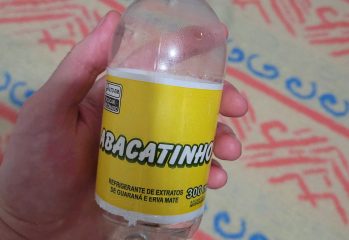 ABACATINHO
300
REFRIGERANTE DE EXTRATOS
DE GUARANÁ E ERVA MATE